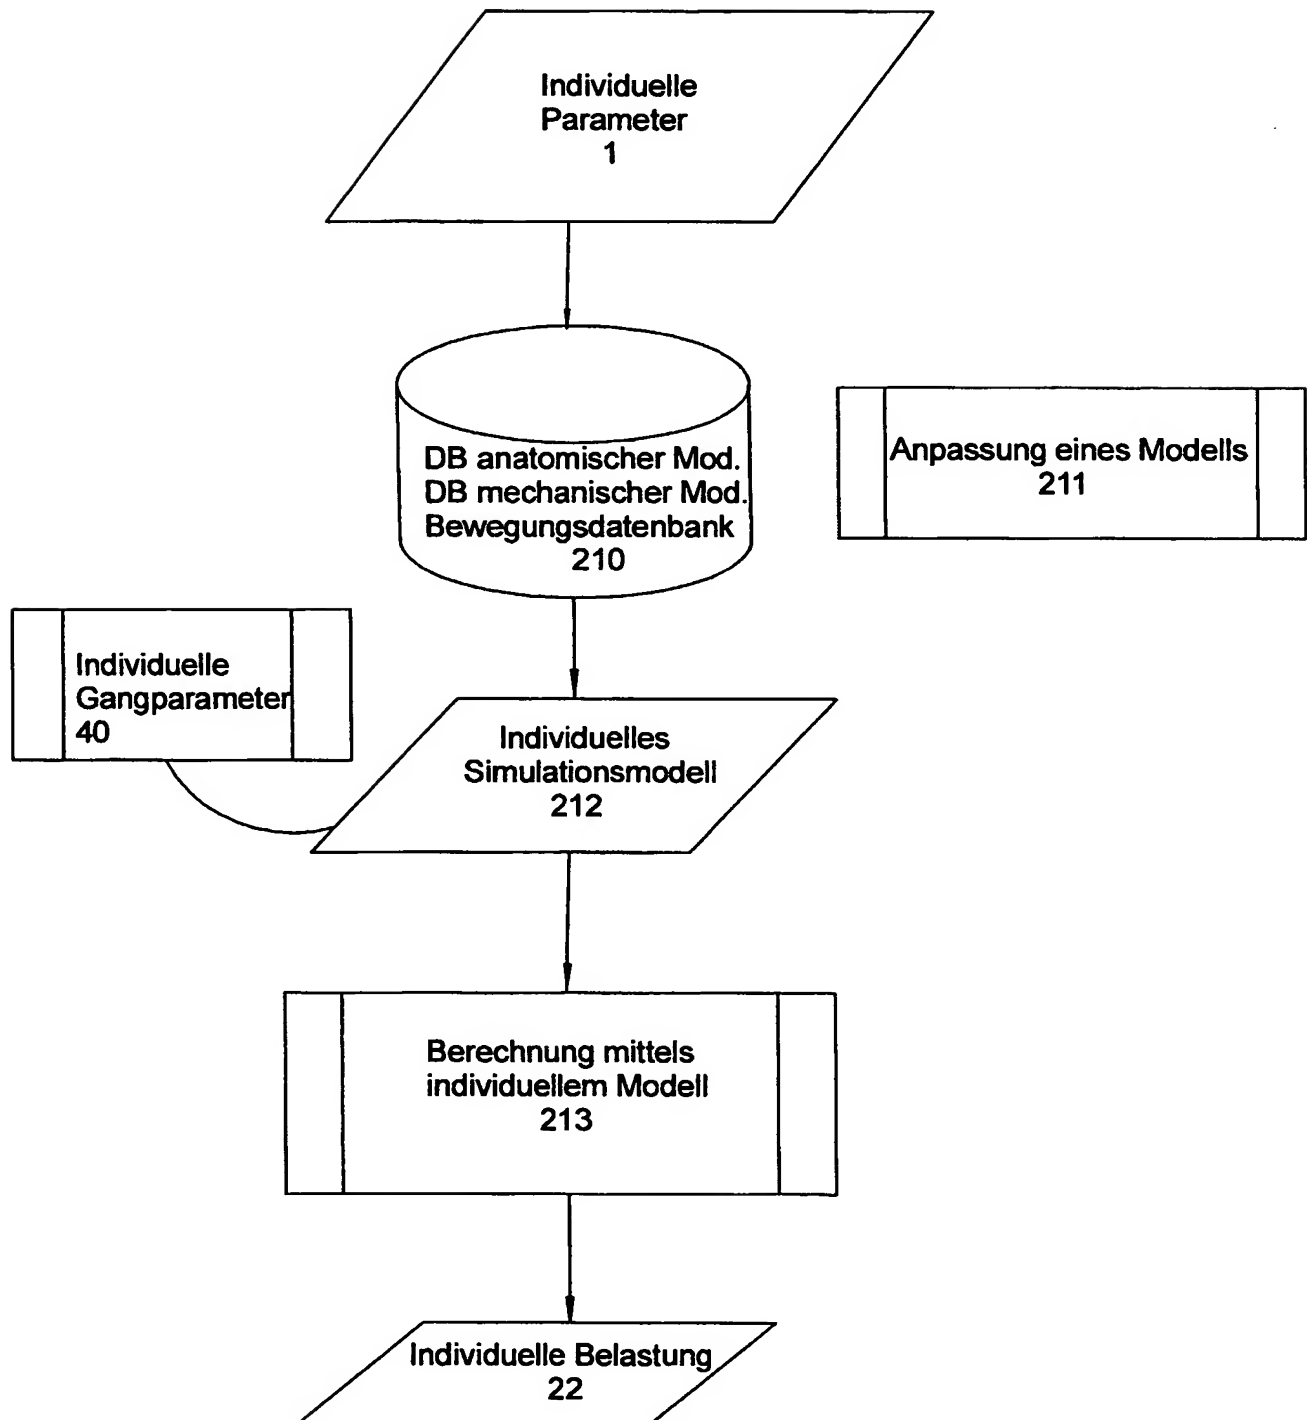 Individuelle
Parameter
1
DB anatomischer Mod.
DB mechanischer Mod.
Bewegungsdatenbank
210
Anpassung eines Modells
211
Individuelle
Gangparameter
40
Individuelles
Simulationsmodell
212
Berechnung mittels
individuellem Modell
213
Individuelle Belastung
22